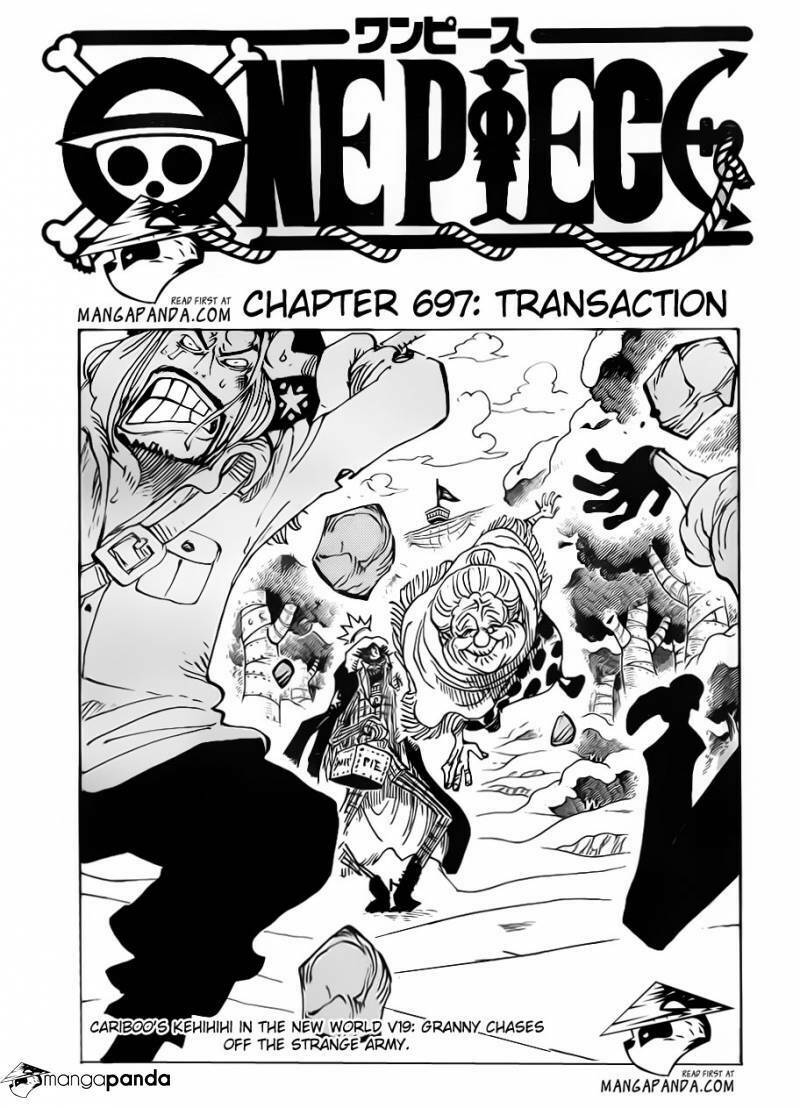 ワンピース
ONE PIECE
READ FIRST AT
MANGAPANDA.COM
CHAPTER 697: TRANSACTION
PIE
CARIBOO'S KEHIHIHI IN THE NEW WORLD V19: GRANNY CHASES
OFF THE STRANGE ARMY.
READ FIRST AT
MANGAPANDA.COM
mangapanda